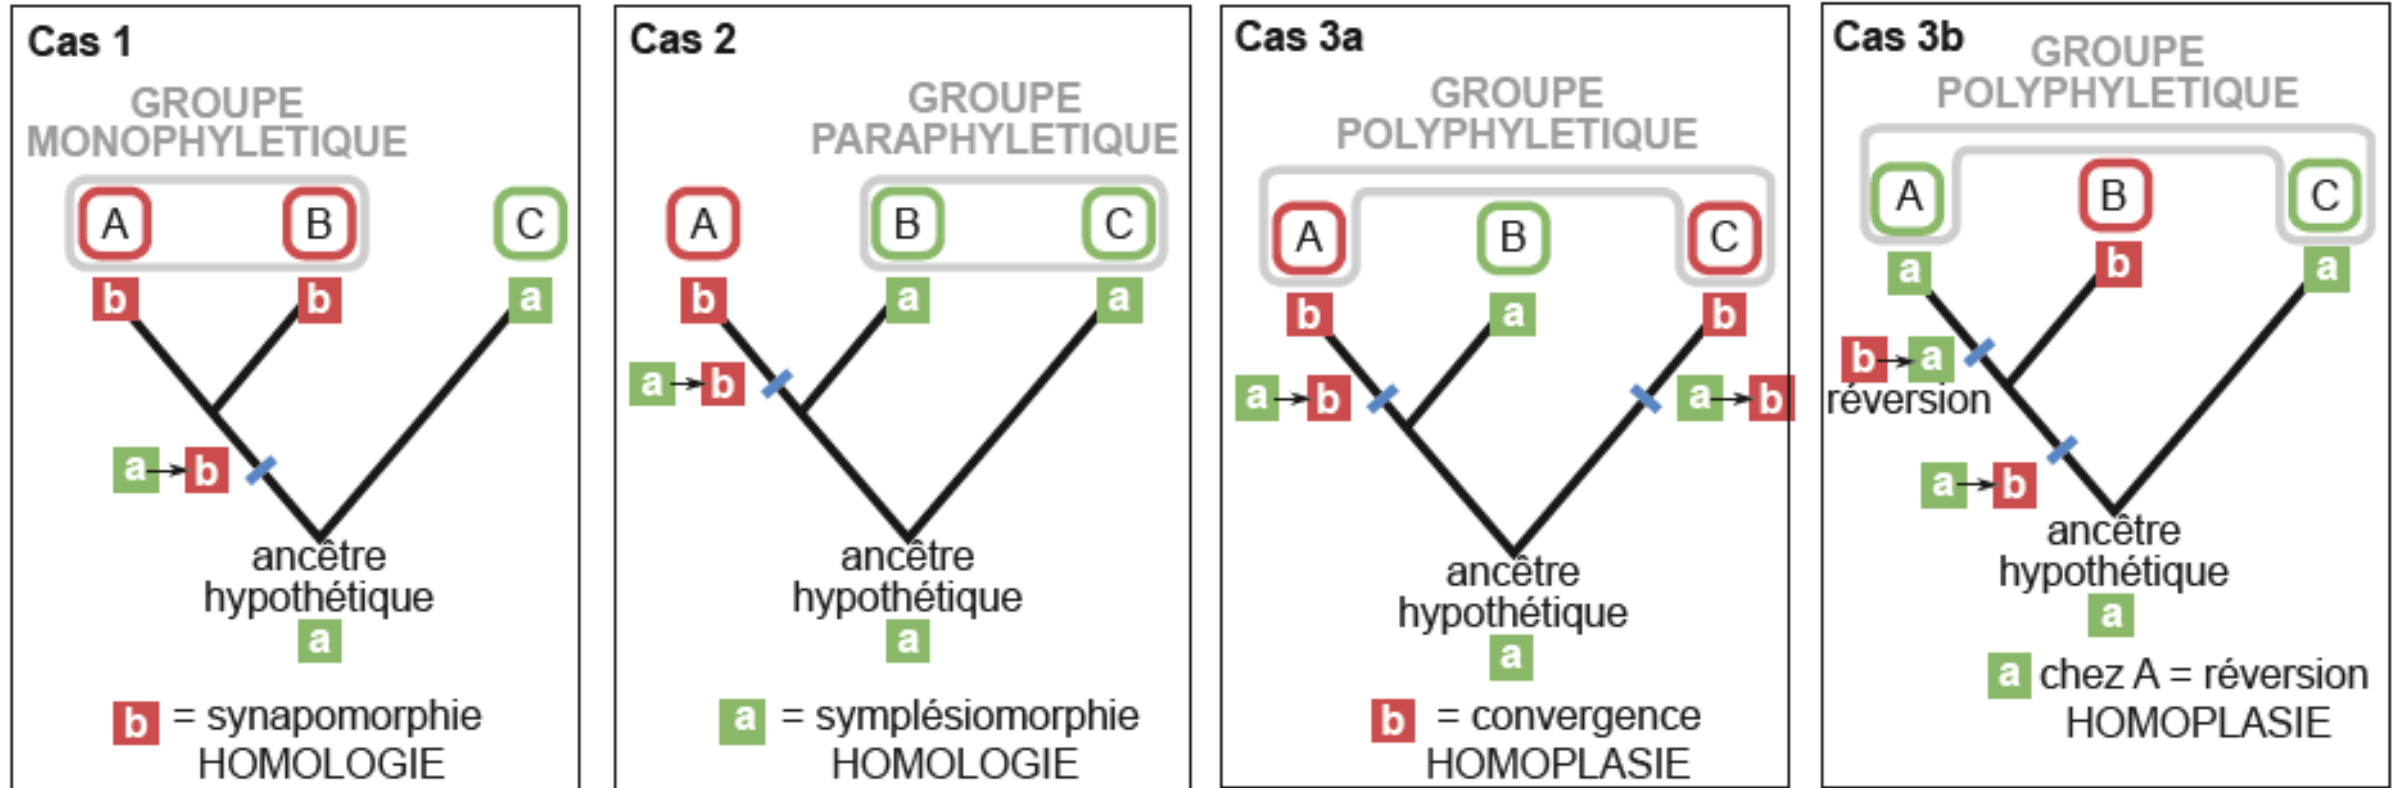 Cas 1
GROUPE
MONOPHYLETIQUE
A B C
b b a
a → b
ancêtre
hypothétique
a
b = synapomorphie
HOMOLOGIE
Cas 2
GROUPE
PARAPHYLETIQUE
A B C
b a a
a → b
ancêtre
hypothétique
a
a = symplésiomorphie
HOMOLOGIE
Cas 3a
GROUPE
POLYPHYLETIQUE
A B C
b a b
a → b a → b
ancêtre
hypothétique
a
b = convergence
HOMOPLASIE
Cas 3b
GROUPE
POLYPHYLETIQUE
A B C
a b a
b → a
réversion
a → b
ancêtre
hypothétique
a
a chez A = réversion
HOMOPLASIE